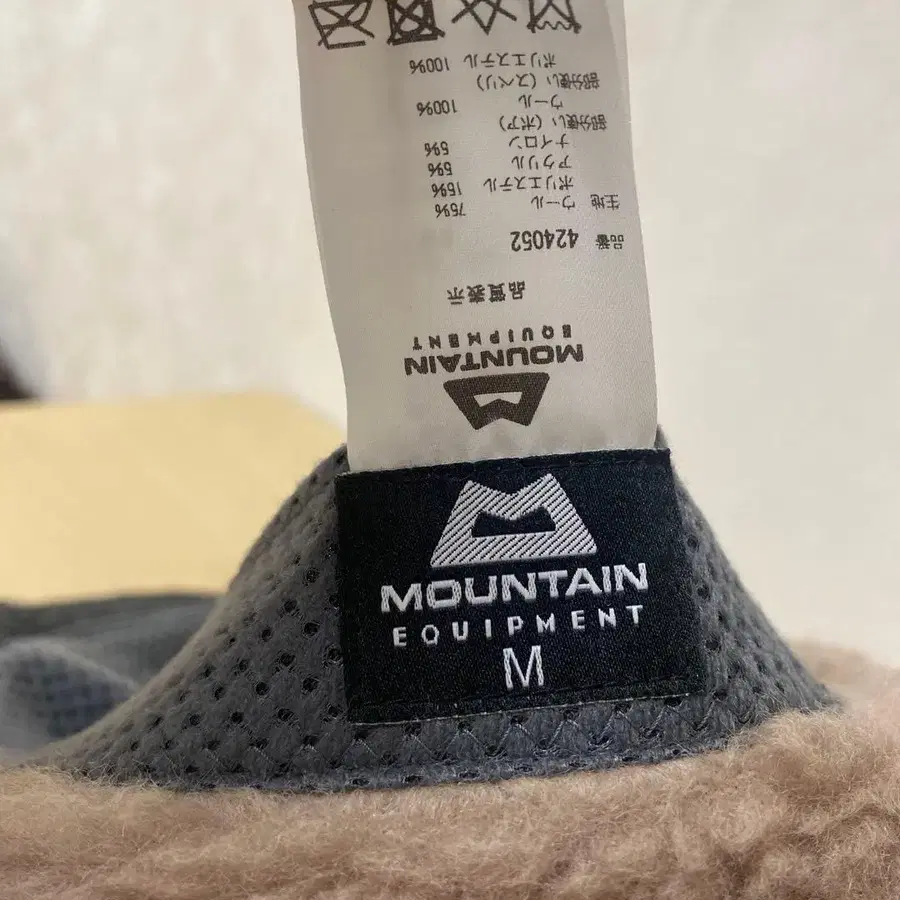 MOUNTAIN
EQUIPMENT
品質表示
品番 424052
生地 ウール 75%
ポリエステル 15%
アクリル 5%
ナイロン 5%
部分使い (ボア)
ウール 100%
部分使い (スベリ)
ポリエステル 100%
MOUNTAIN
EQUIPMENT
M